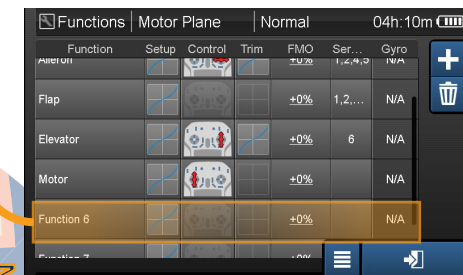 Functions Motor Plane Normal 04h:10m
Function Setup Control Trim FMO Ser... Gyro
Aileron +0% 1,2,4,5 N/A
Flap +0% 1,2,... N/A
Elevator +0% 6 N/A
Motor +0% N/A
Function 6 +0% N/A
Function 7 +0%